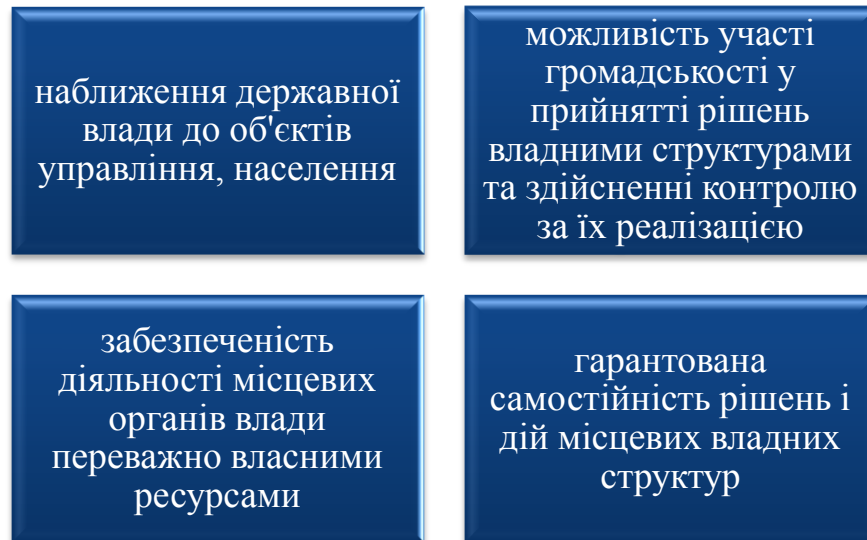 наближення державної
влади до об'єктів
управління, населення
можливість участі
громадськості у
прийнятті рішень
владними структурами
та здійсненні контролю
за їх реалізацією
забезпеченість
діяльності місцевих
органів влади
переважно власними
ресурсами
гарантована
самостійність рішень і
дій місцевих владних
структур